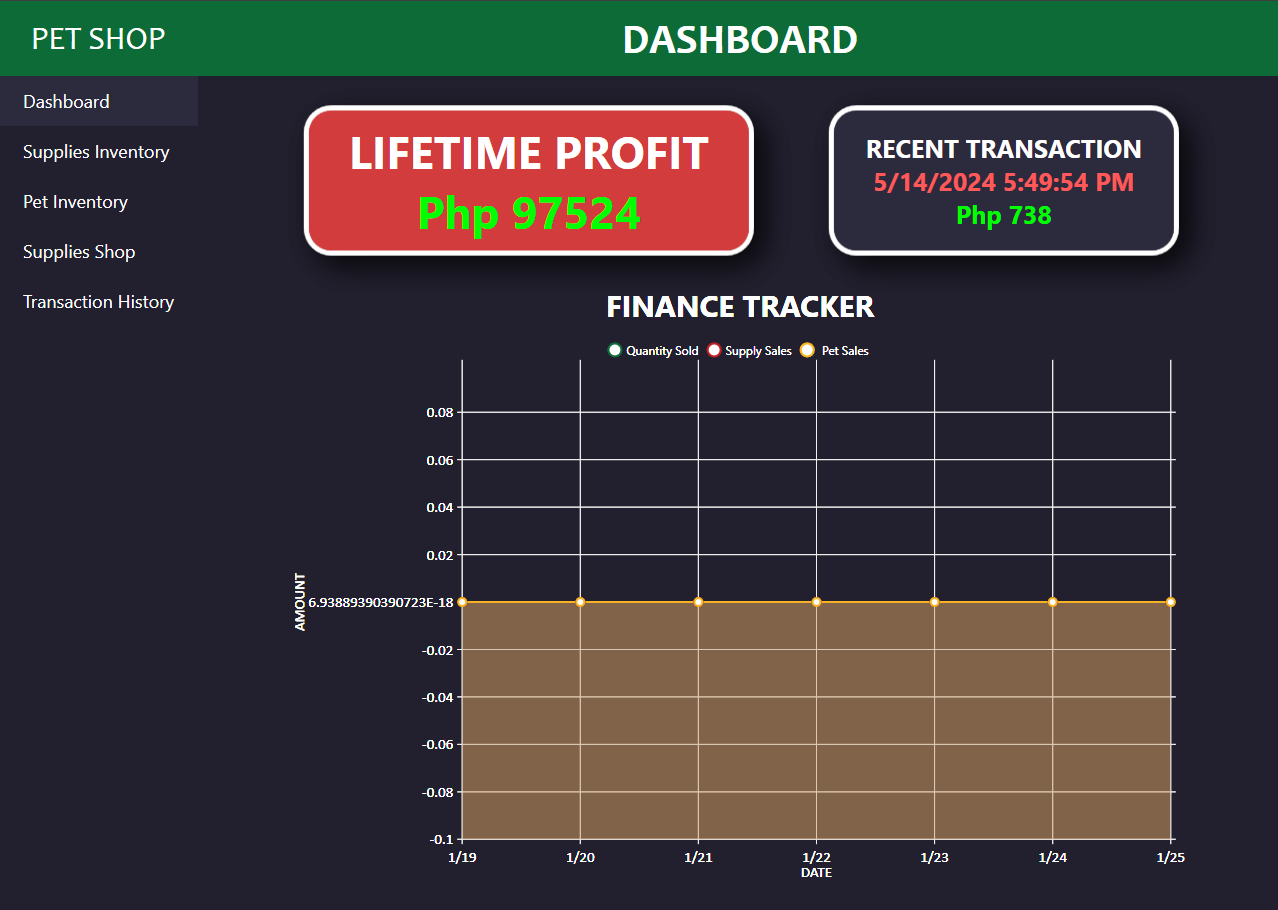 PET SHOP
DASHBOARD
Dashboard
Supplies Inventory
Pet Inventory
Supplies Shop
Transaction History
LIFETIME PROFIT
Php 97524
RECENT TRANSACTION
5/14/2024 5:49:54 PM
Php 738
FINANCE TRACKER
Quantity Sold Supply Sales Pet Sales
AMOUNT
0.08
0.06
0.04
0.02
6.93889390390723E-18
-0.02
-0.04
-0.06
-0.08
-0.1
1/19 1/20 1/21 1/22 1/23 1/24 1/25
DATE